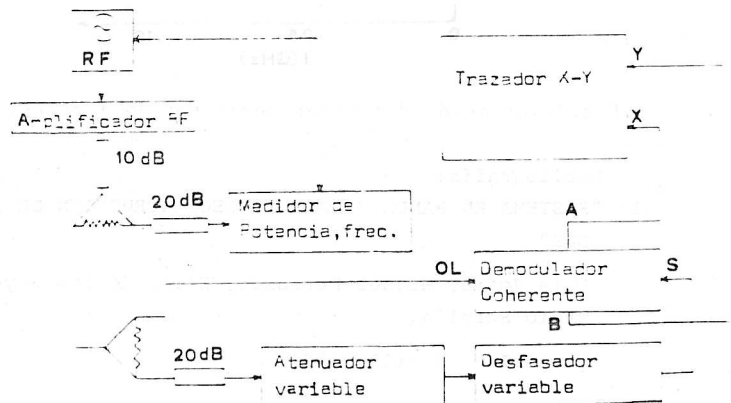 RF
Y
Trazador X-Y
X
Amplificador RF
10 dB
20dB
Medidor de
Potencia, frec.
A
OL
Demodulador
Coherente
S
B
20dB
Atenuador
variable
Desfasador
variable